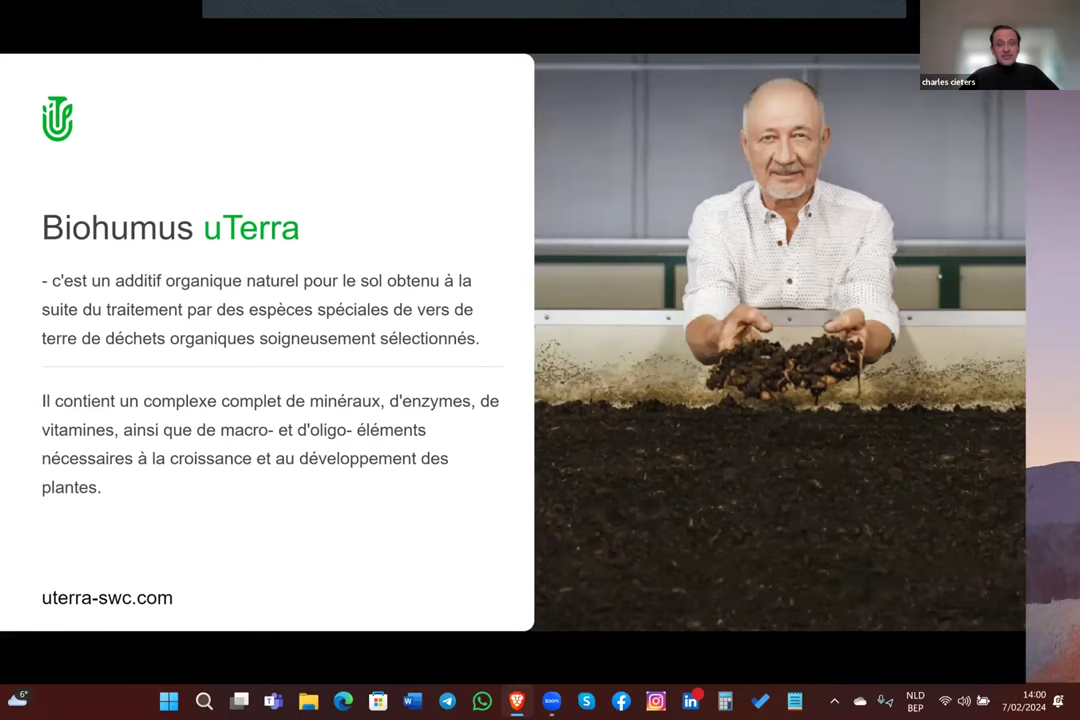 charles cieters
Biohumus uTerra
- c'est un additif organique naturel pour le sol obtenu à la
suite du traitement par des espèces spéciales de vers de
terre de déchets organiques soigneusement sélectionnés.
Il contient un complexe complet de minéraux, d'enzymes, de
vitamines, ainsi que de macro- et d'oligo- éléments
nécessaires à la croissance et au développement des
plantes.
uterra-swc.com
6°
zoom
NLD
BEP
14:00
7/02/2024